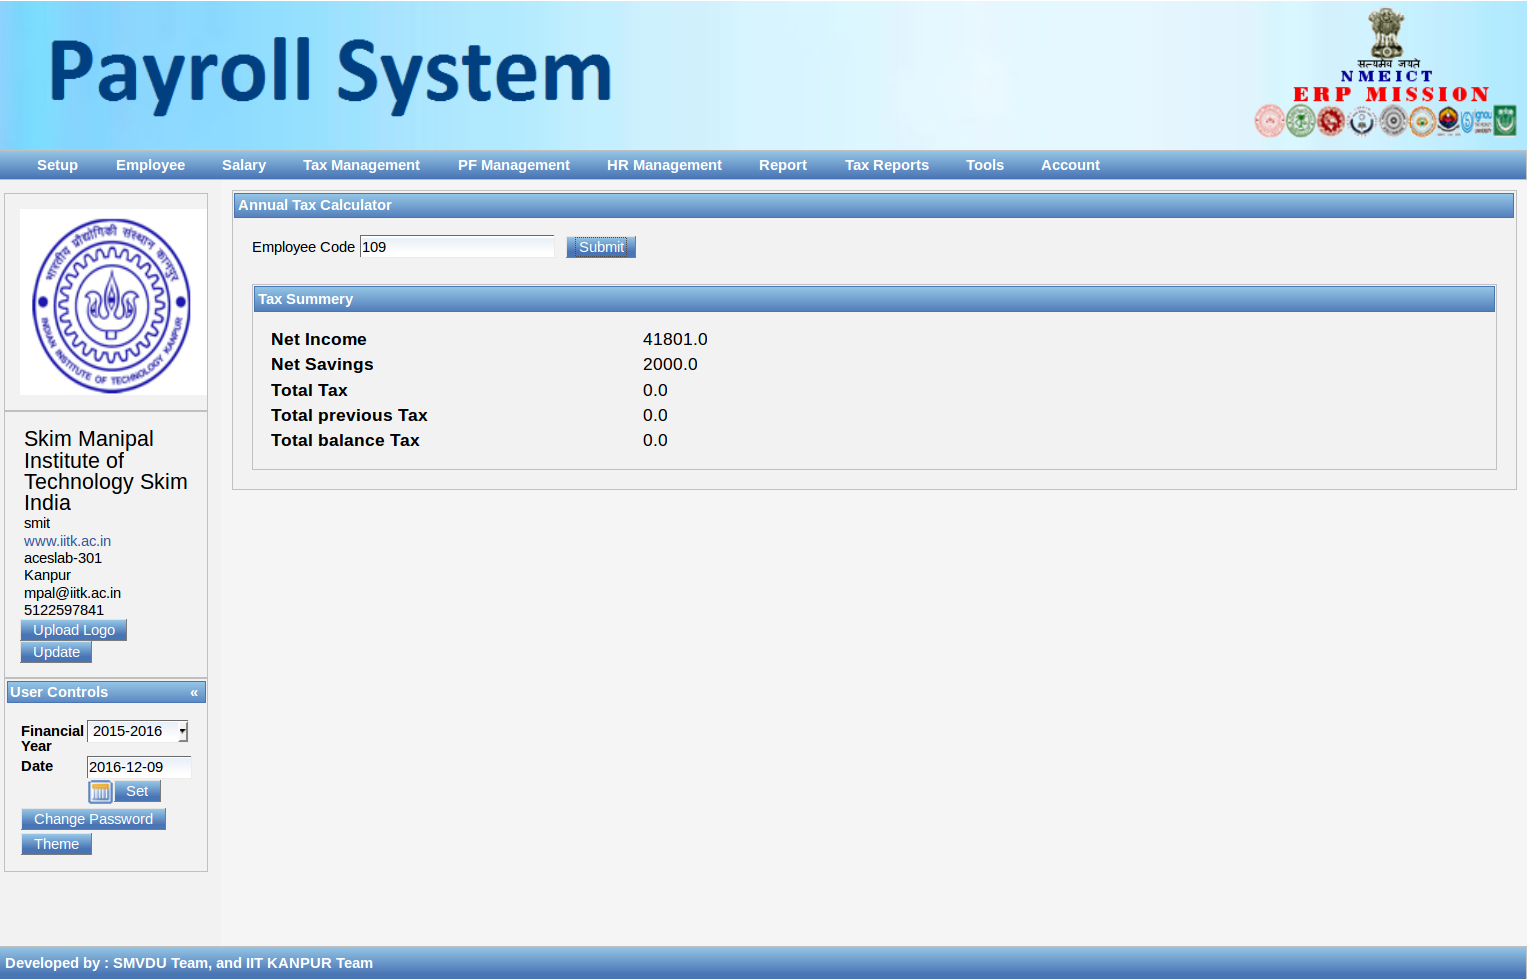 Payroll System
सत्यमेव जयते
NMEICT
ERP MISSION
Setup Employee Salary Tax Management PF Management HR Management Report Tax Reports Tools Account
भारतीय प्रौद्योगिकी संस्थान कानपुर
INDIAN INSTITUTE OF TECHNOLOGY KANPUR
Skim Manipal
Institute of
Technology Skim
India
smit
www.iitk.ac.in
aceslab-301
Kanpur
mpal@iitk.ac.in
5122597841
Upload Logo
Update
User Controls «
Financial Year 2015-2016
Date 2016-12-09
Set
Change Password
Theme
Annual Tax Calculator
Employee Code 109 Submit
Tax Summery
Net Income 41801.0
Net Savings 2000.0
Total Tax 0.0
Total previous Tax 0.0
Total balance Tax 0.0
Developed by : SMVDU Team, and IIT KANPUR Team